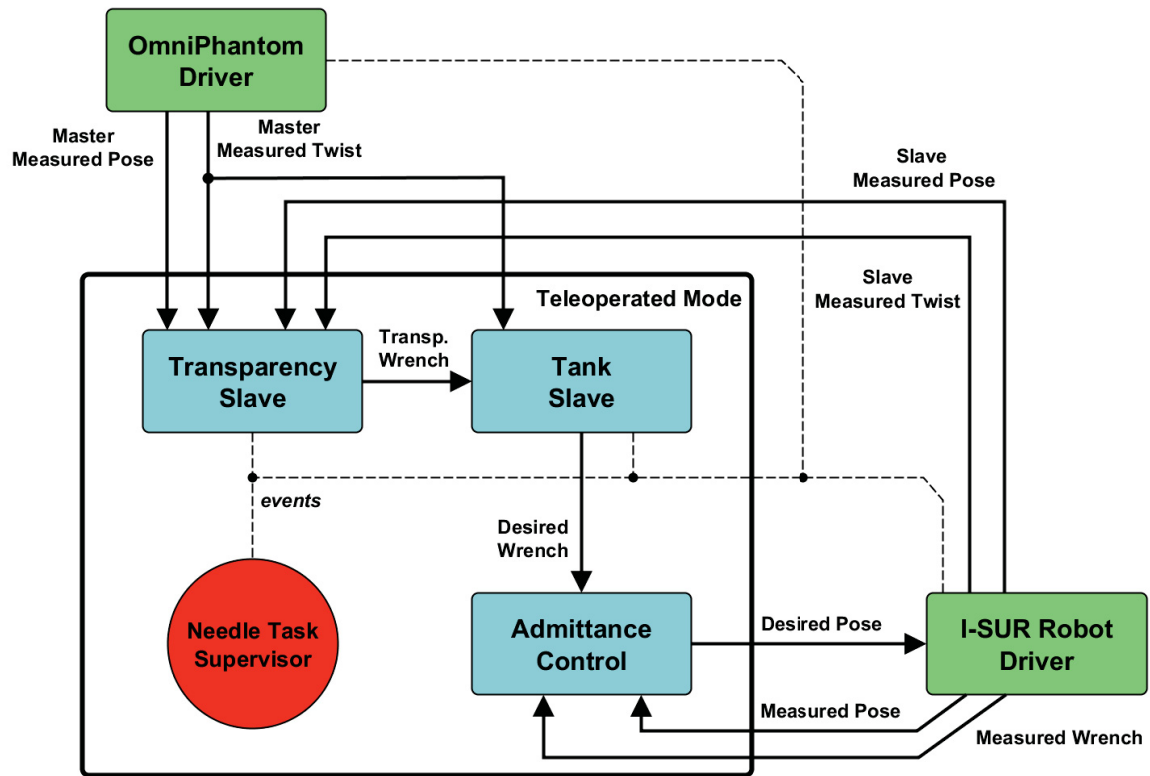 OmniPhantom
Driver
Master
Measured Pose
Master
Measured Twist
Slave
Measured Pose
Slave
Measured Twist
Teleoperated Mode
Transparency
Slave
Transp.
Wrench
Tank
Slave
events
Desired
Wrench
Needle Task
Supervisor
Admittance
Control
Desired Pose
I-SUR Robot
Driver
Measured Pose
Measured Wrench